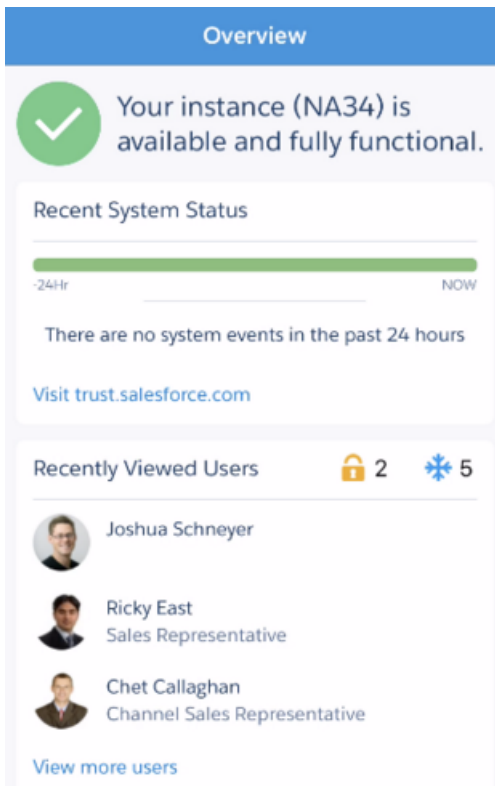 Overview
Your instance (NA34) is
available and fully functional.
Recent System Status
-24Hr NOW
There are no system events in the past 24 hours
Visit trust.salesforce.com
Recently Viewed Users 2 5
Joshua Schneyer
Ricky East
Sales Representative
Chet Callaghan
Channel Sales Representative
View more users